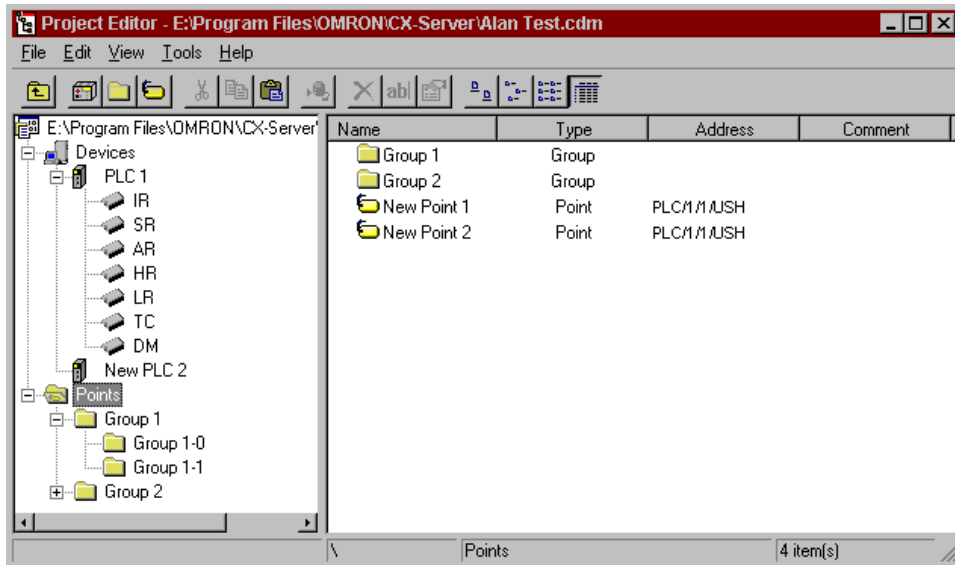 Project Editor - E:\Program Files\OMRON\CX-Server\Alan Test.cdm
File Edit View Tools Help
ab
E:\Program Files\OMRON\CX-Server
Devices
PLC 1
IR
SR
AR
HR
LR
TC
DM
New PLC 2
Points
Group 1
Group 1-0
Group 1-1
Group 2
Name Type Address Comment
Group 1 Group
Group 2 Group
New Point 1 Point PLC/1/1/USH
New Point 2 Point PLC/1/1/USH
\ Points 4 item(s)